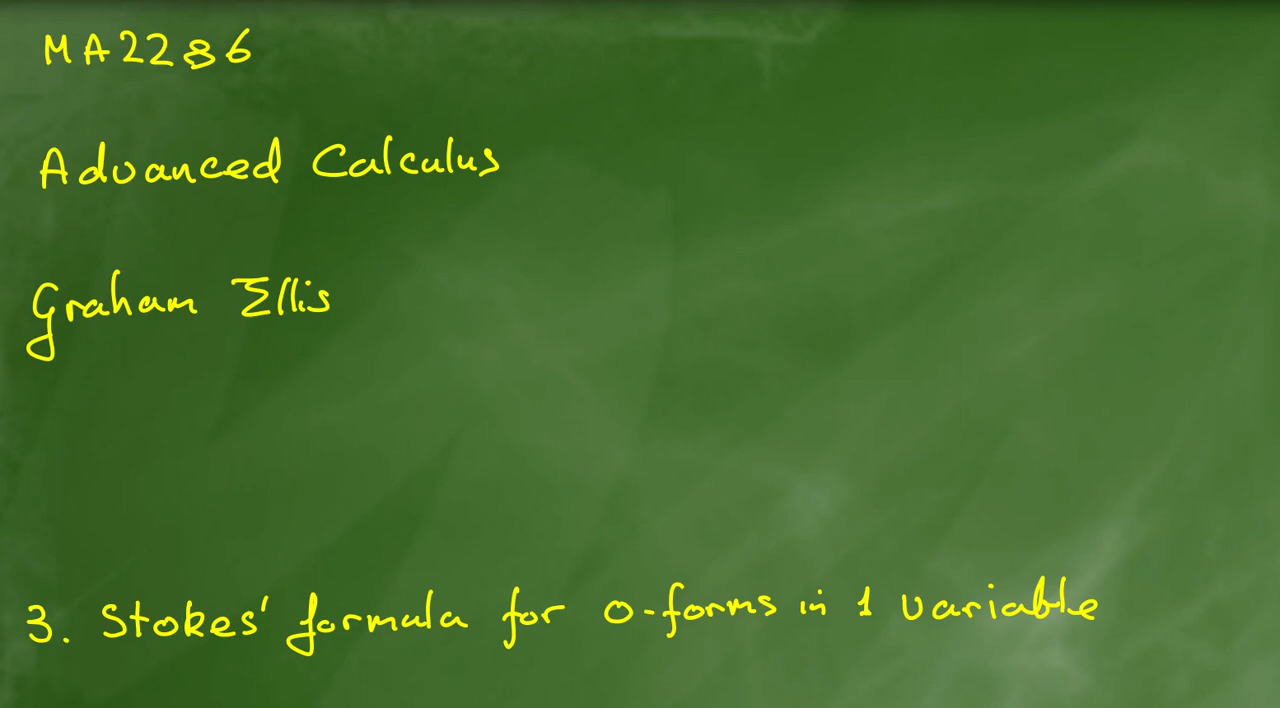 MA2286
Advanced Calculus
Graham Ellis
3. Stokes' formula for 0-forms in 1 variable